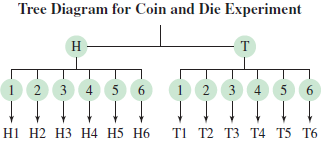 Tree Diagram for Coin and Die Experiment
H T
1 2 3 4 5 6 1 2 3 4 5 6
H1 H2 H3 H4 H5 H6 T1 T2 T3 T4 T5 T6